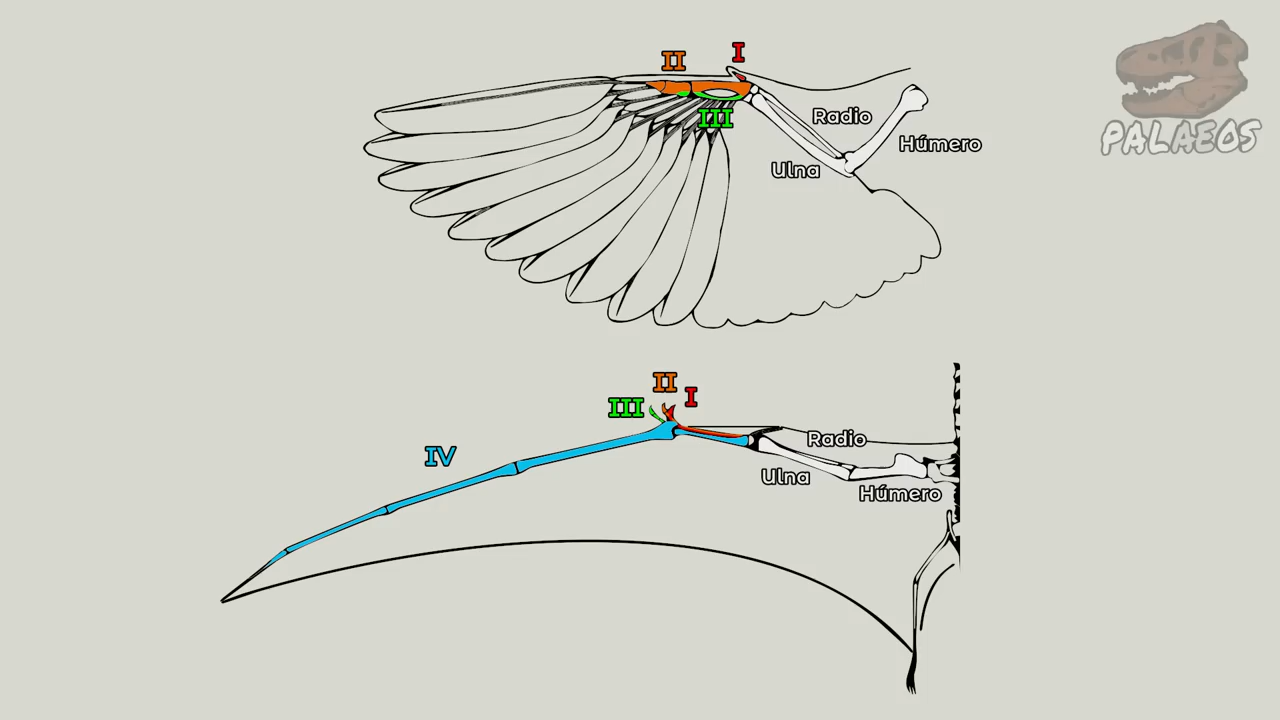 I
II
III
Radio
Húmero
Ulna
PALAEOS
II
I
III
IV
Radio
Ulna
Húmero